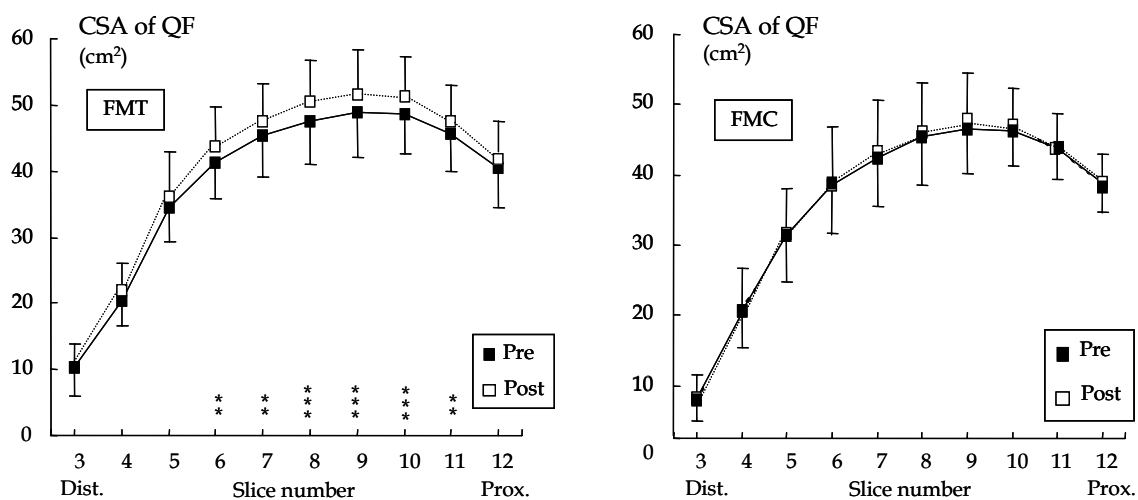 CSA of QF
(cm²)
60
50
40
30
20
10
0
FMT
Pre
Post
** ** *** *** *** **
3 4 5 6 7 8 9 10 11 12
Dist. Slice number Prox.
CSA of QF
(cm²)
60
50
40
30
20
10
0
FMC
Pre
Post
3 4 5 6 7 8 9 10 11 12
Dist. Slice number Prox.